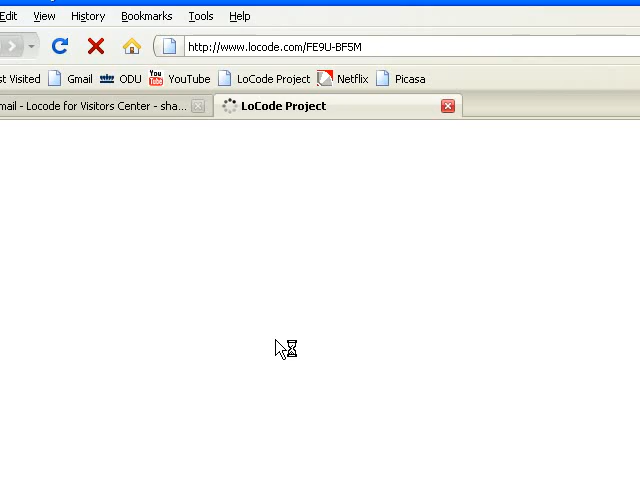 Edit View History Bookmarks Tools Help
http://www.locode.com/FE9U-BF5M
st Visited Gmail ODU YouTube LoCode Project Netflix Picasa
mail - Locode for Visitors Center - sha... LoCode Project